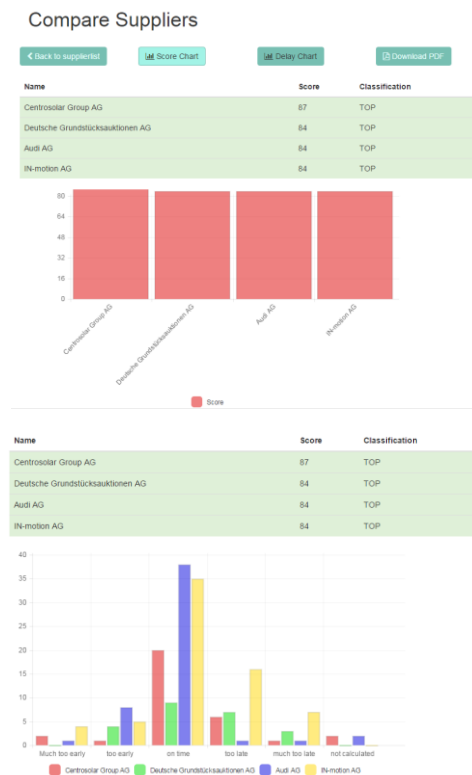 Compare Suppliers
Back to supplierlist Score Chart Delay Chart Download PDF
Name Score Classification
Centrosolar Group AG 87 TOP
Deutsche Grundstücksauktionen AG 84 TOP
Audi AG 84 TOP
IN-motion AG 84 TOP
80
64
48
32
16
0
Centrosolar Group AG
Deutsche Grundstücksauktionen AG
Audi AG
IN-motion AG
Score
Name Score Classification
Centrosolar Group AG 87 TOP
Deutsche Grundstücksauktionen AG 84 TOP
Audi AG 84 TOP
IN-motion AG 84 TOP
40
35
30
25
20
15
10
5
0
Much too early too early on time too late much too late not calculated
Centrosolar Group AG Deutsche Grundstücksauktionen AG Audi AG IN-motion AG